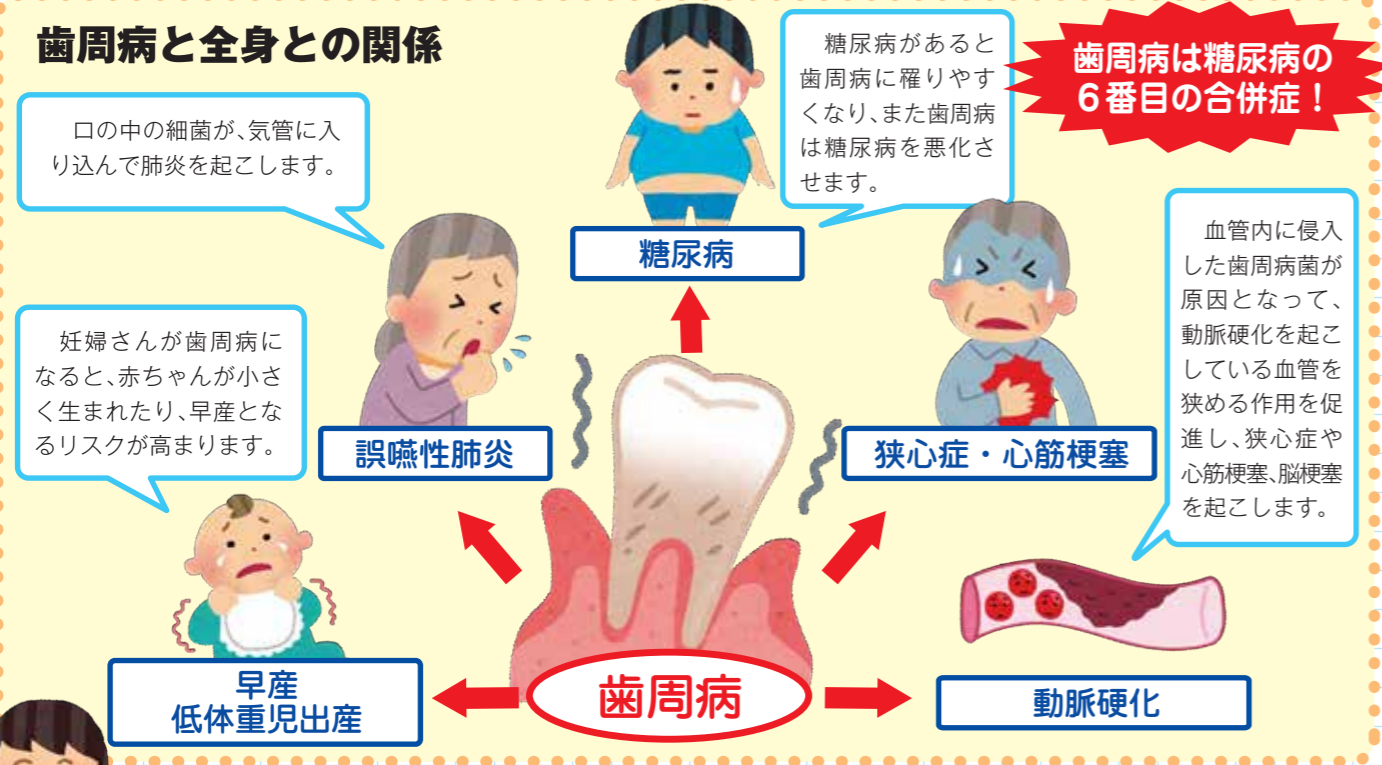 歯周病と全身との関係
糖尿病があると
歯周病に罹りやす
くなり、また歯周病
は糖尿病を悪化さ
せます。
歯周病は糖尿病の
6番目の合併症！
口の中の細菌が、気管に入
り込んで肺炎を起こします。
糖尿病
血管内に侵入
した歯周病菌が
原因となって、
動脈硬化を起こ
している血管を
狭める作用を促
進し、狭心症や
心筋梗塞、脳梗塞
を起こします。
妊婦さんが歯周病に
なると、赤ちゃんが小さ
く生まれたり、早産とな
るリスクが高まります。
誤嚥性肺炎
狭心症・心筋梗塞
早産
低体重児出産
歯周病
動脈硬化